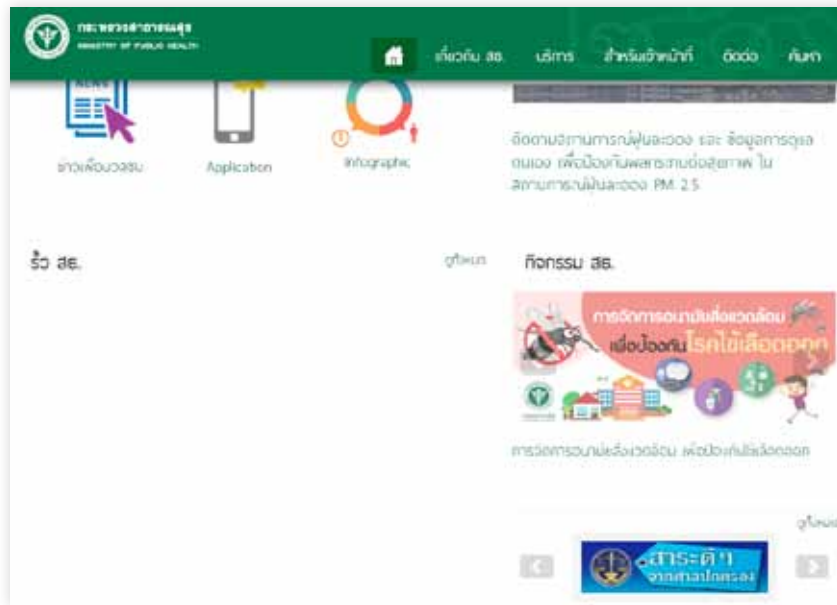 กระทรวงสาธารณสุข
MINISTRY OF PUBLIC HEALTH
เกี่ยวกับ สธ.
บริการ
สำหรับเจ้าหน้าที่
ติดต่อ
ค้นหา
NEWS
ข่าวเพื่อมวลชน
Application
Infographic
ติดตามสถานการณ์ฝุ่นละออง และ ข้อมูลการดูแล
ตนเอง เพื่อป้องกันผลกระทบต่อสุขภาพ ใน
สถานการณ์ฝุ่นละออง PM 2.5
รั้ว สธ.
ดูทั้งหมด
กิจกรรม สธ.
การจัดการอนามัยสิ่งแวดล้อม
เพื่อป้องกันโรคไข้เลือดออก
การจัดการอนามัยสิ่งแวดล้อม เพื่อป้องกันไข้เลือดออก
ดูทั้งหมด
สาระดีๆ
จากศาลปกครอง